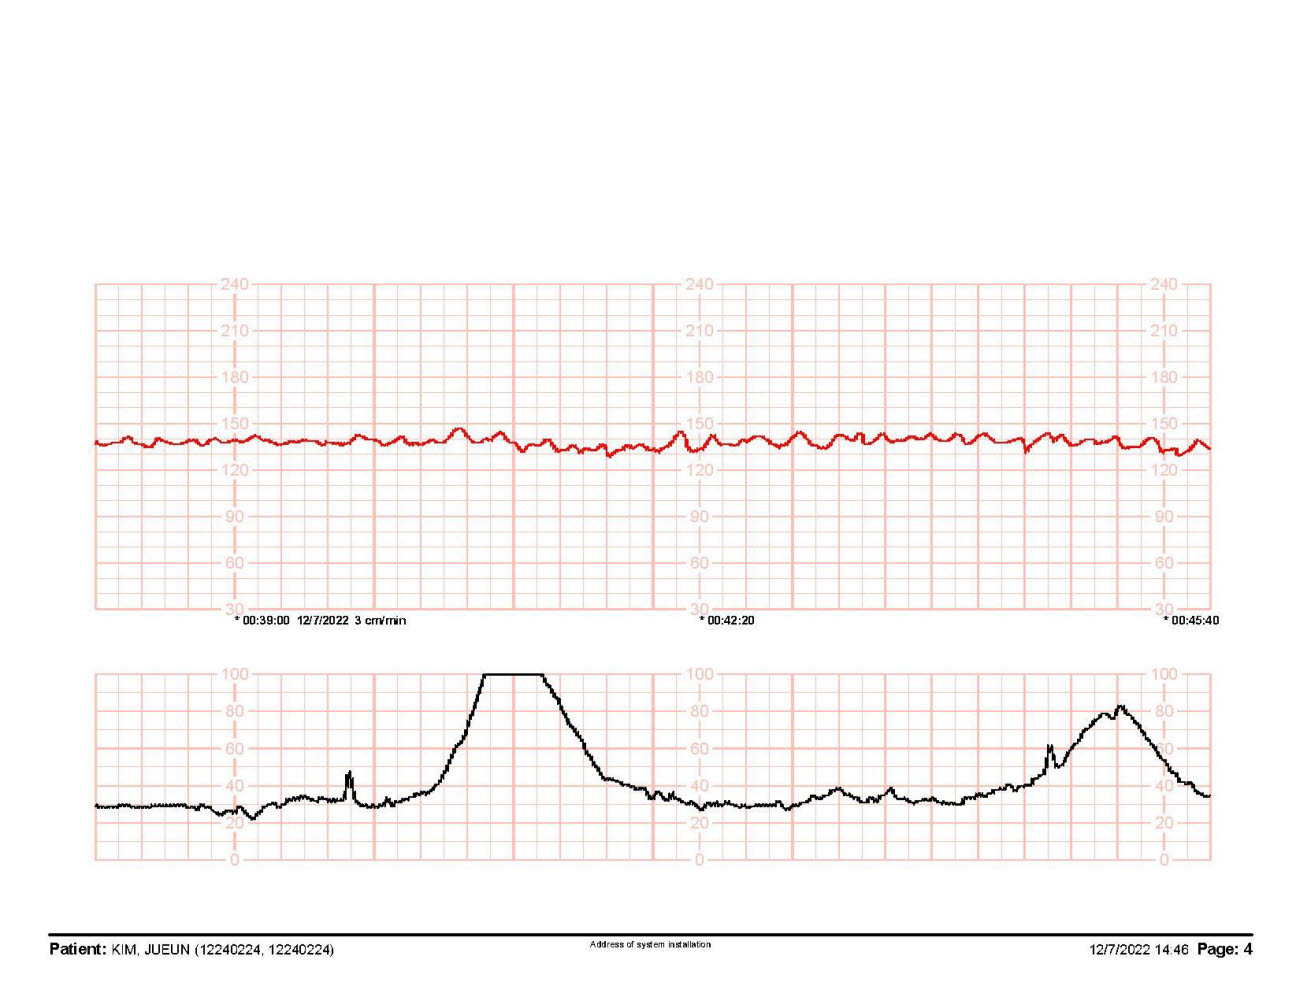 240 240 240
210 210 210
180 180 180
150 150 150
120 120 120
90 90 90
60 60 60
30 30 30
* 00:39:00 12/7/2022 3 cm/min * 00:42:20 * 00:45:40
100 100 100
80 80 80
60 60 60
40 40 40
20 20 20
0 0 0
Patient: KIM, JUEUN (12240224, 12240224) Address of system installation 12/7/2022 14:46 Page: 4